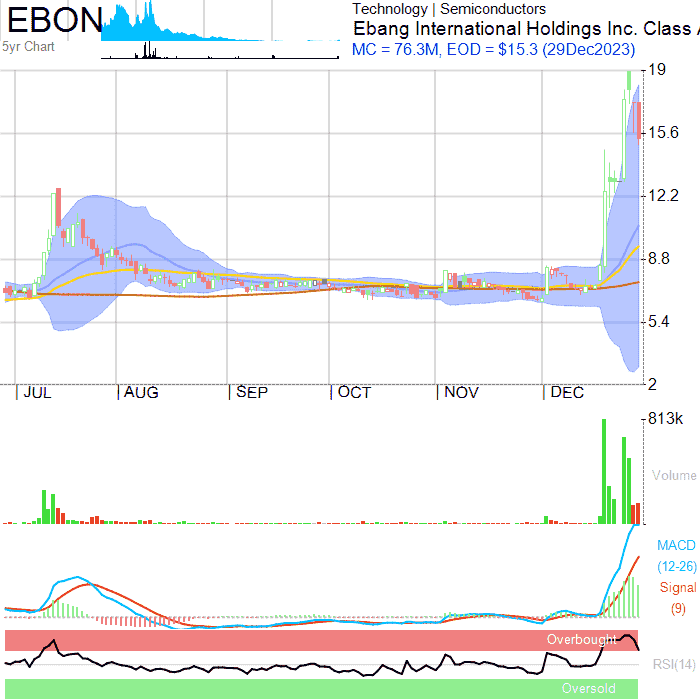 EBON
5yr Chart
Technology | Semiconductors
Ebang International Holdings Inc. Class A
MC = 76.3M, EOD = $15.3 (29Dec2023)
19
15.6
12.2
8.8
5.4
2
JUL AUG SEP OCT NOV DEC
813k
Volume
MACD
(12-26)
Signal
(9)
Overbought
RSI(14)
Oversold